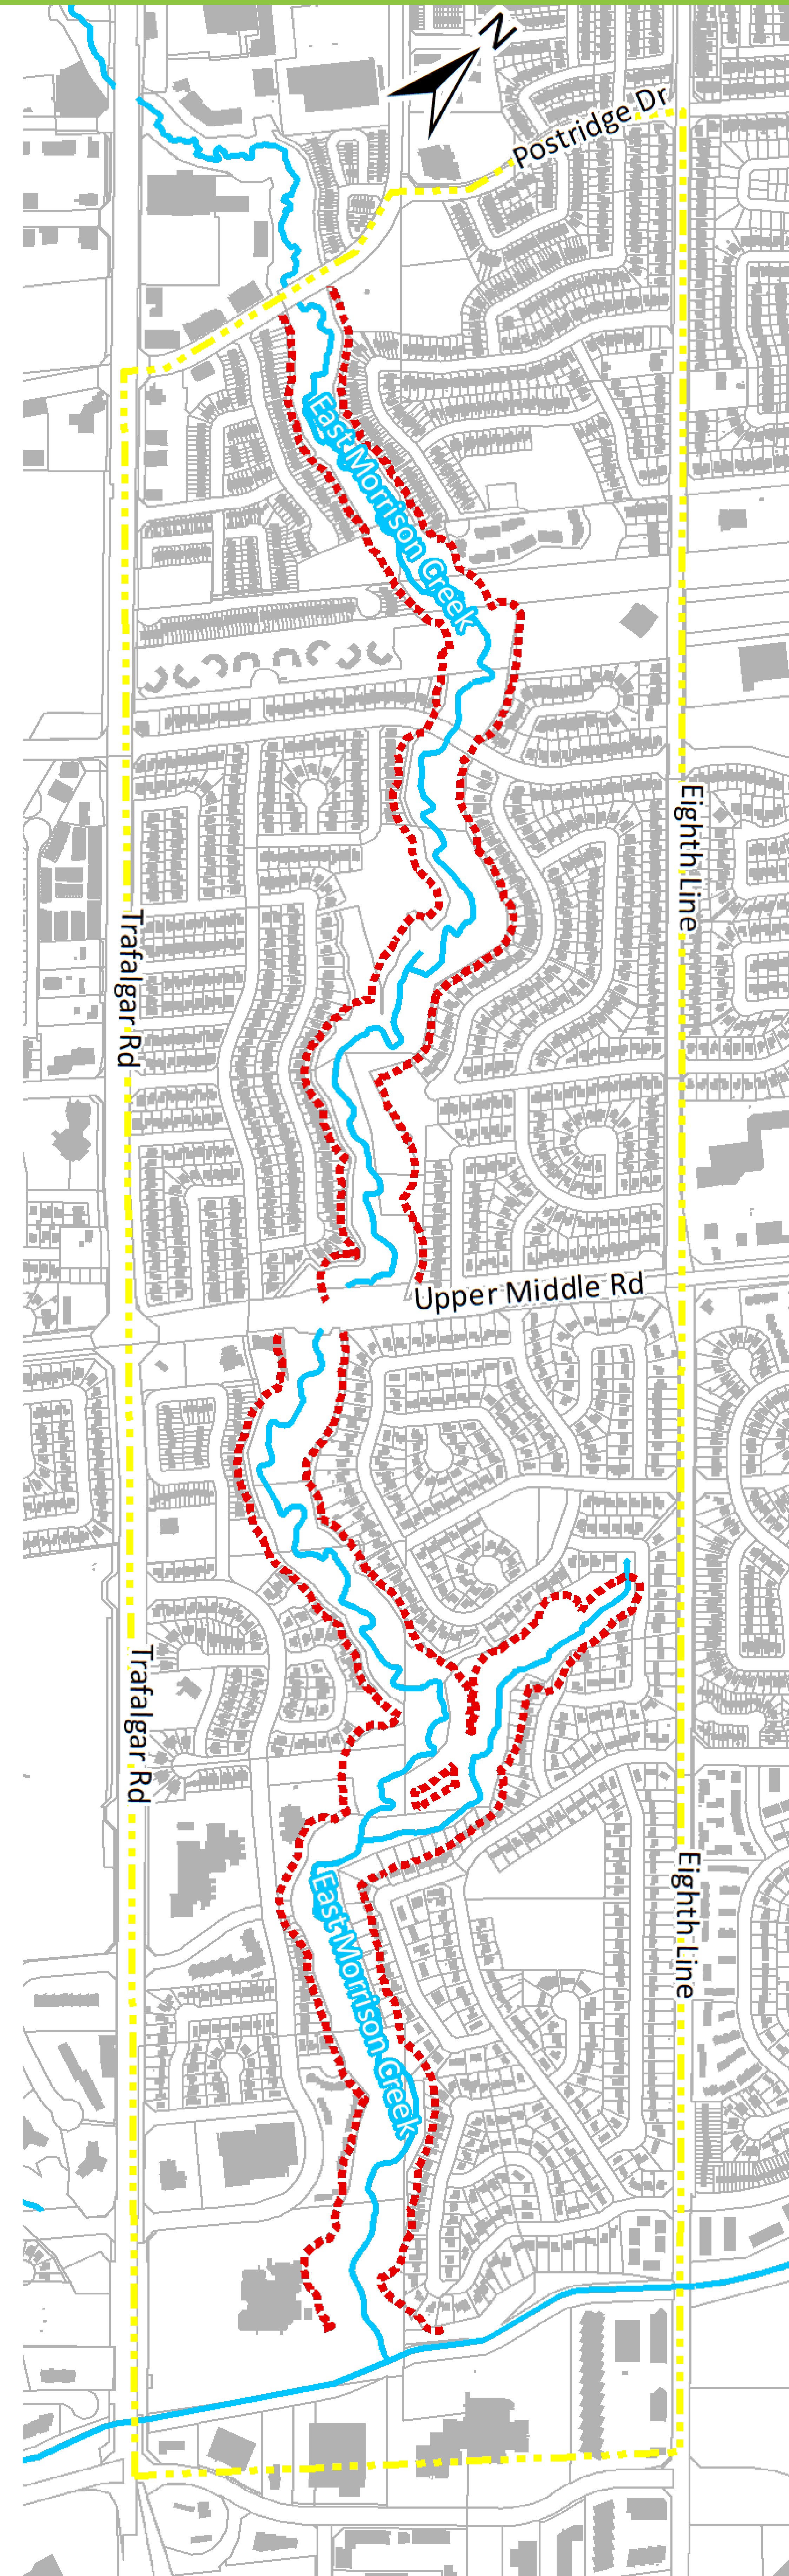 N
Postridge Dr
East Morrison Creek
Eighth Line
Trafalgar Rd
Upper Middle Rd
Trafalgar Rd
Eighth Line
East Morrison Creek